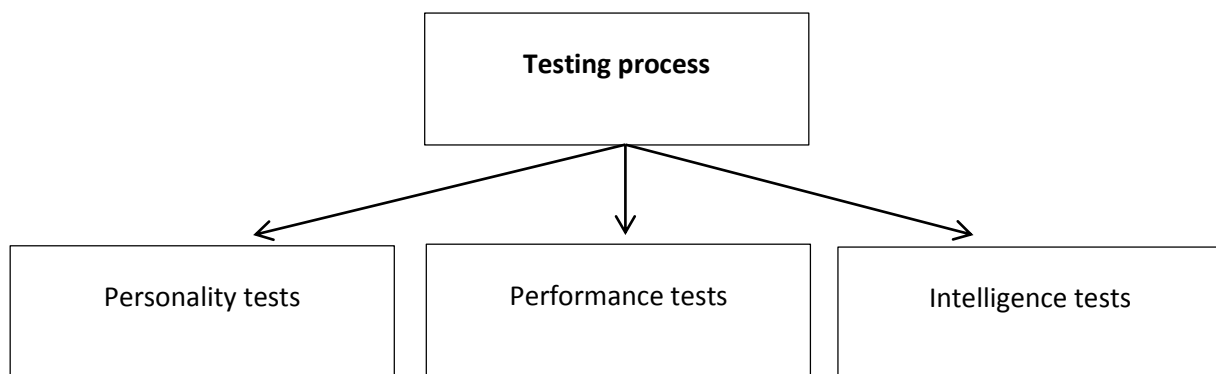 Testing process
Personality tests
Performance tests
Intelligence tests